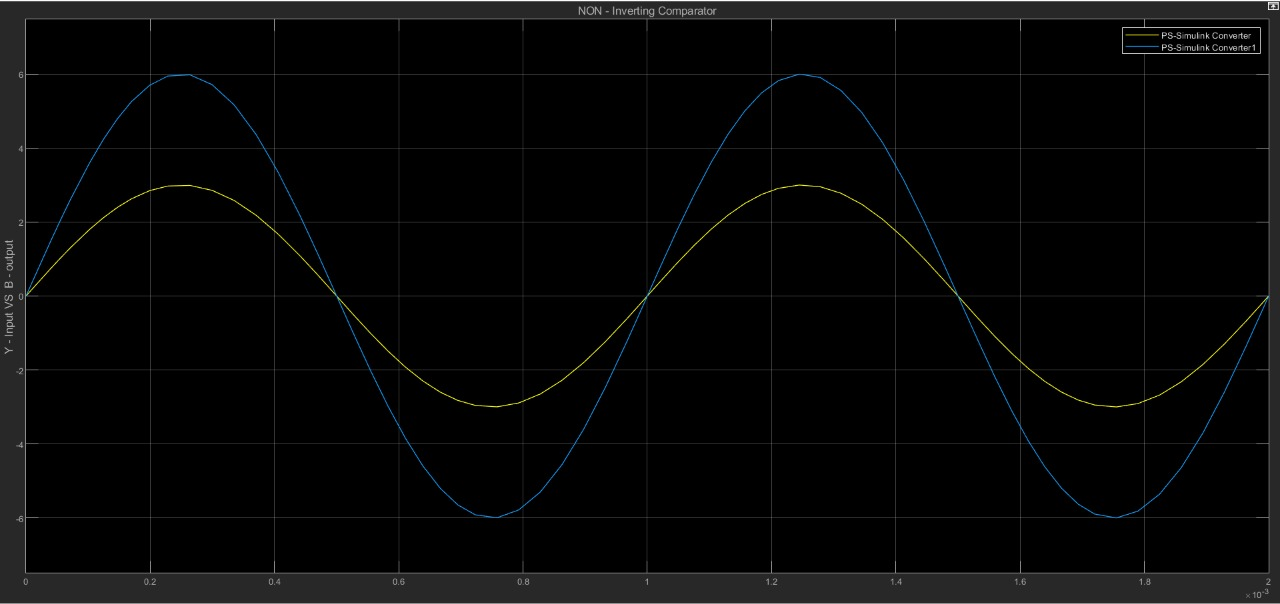 NON - Inverting Comparator
PS-Simulink Converter
PS-Simulink Converter1
Y - Input VS  B - output
6
4
2
0
-2
-4
-6
0 0.2 0.4 0.6 0.8 1 1.2 1.4 1.6 1.8 2
×10⁻³